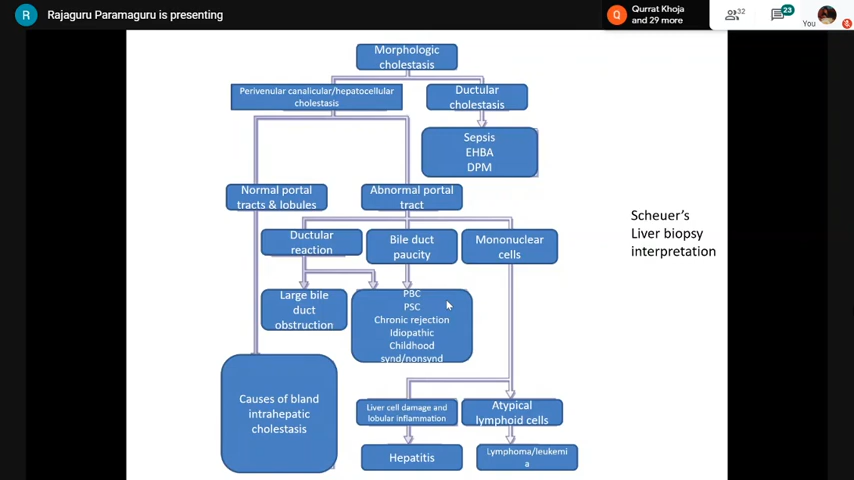 R Rajaguru Paramaguru is presenting
Q Qurrat Khoja
and 29 more
32
23
You
Morphologic
cholestasis
Perivenular canalicular/hepatocellular
cholestasis
Ductular
cholestasis
Sepsis
EHBA
DPM
Normal portal
tracts & lobules
Abnormal portal
tract
Ductular
reaction
Bile duct
paucity
Mononuclear
cells
Scheuer's
Liver biopsy
interpretation
Large bile
duct
obstruction
PBC
PSC
Chronic rejection
Idiopathic
Childhood
synd/nonsynd
Causes of bland
intrahepatic
cholestasis
Liver cell damage and
lobular inflammation
Atypical
lymphoid cells
Hepatitis
Lymphoma/leukemi
a